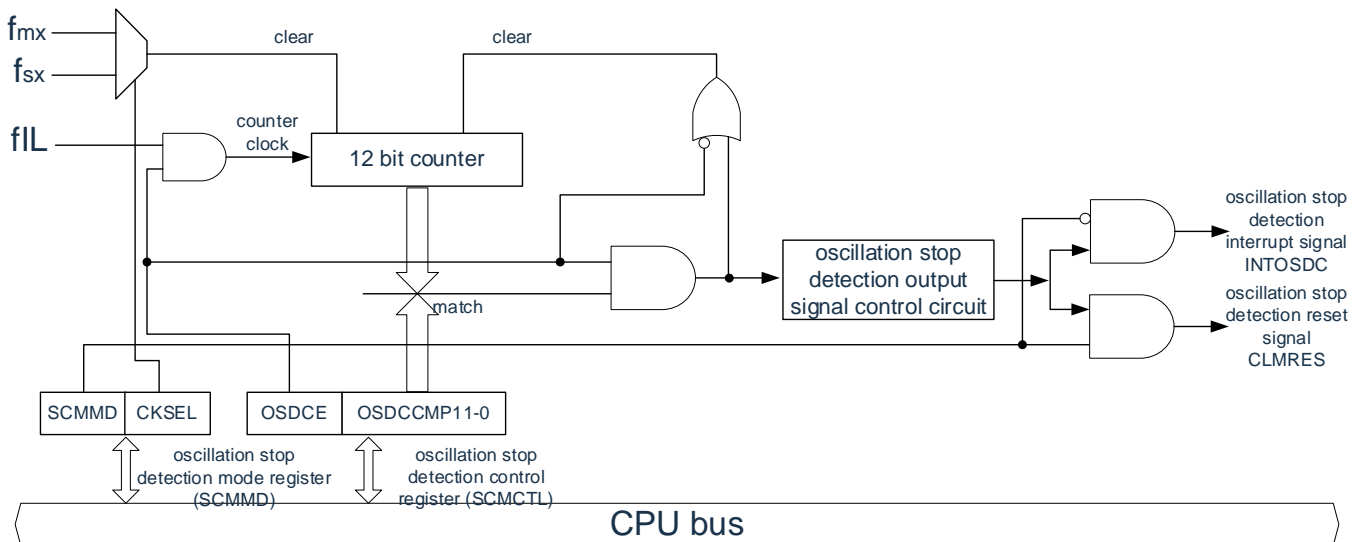 fmx
fsx
fIL
clear
clear
counter
clock
12 bit counter
match
oscillation stop
detection output
signal control circuit
oscillation stop
detection
interrupt signal
INTOSDC
oscillation stop
detection reset
signal
CLMRES
SCMMD
CKSEL
OSDCE
OSDCCMP11-0
oscillation stop
detection mode register
(SCMMD)
oscillation stop
detection control
register (SCMCTL)
CPU bus